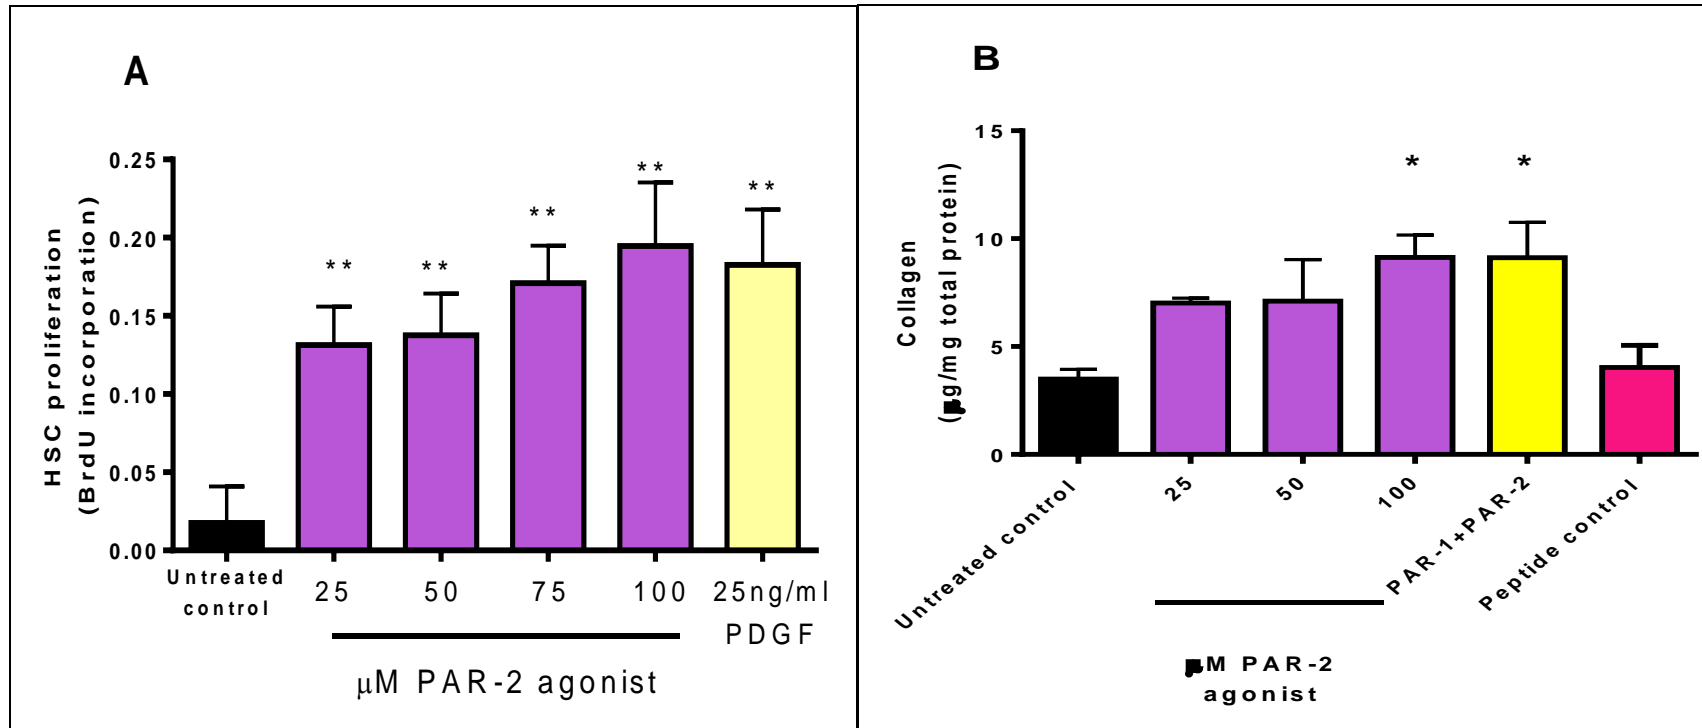 A
HSC proliferation
(BrdU incorporation)
0.25
0.20
0.15
0.10
0.05
0.00
**
**
**
**
**
Untreated
control
25
50
75
100
25ng/ml
PDGF
μM PAR-2 agonist
B
Collagen
(μg/mg total protein)
15
10
5
0
*
*
Untreated control
25
50
100
PAR-1+PAR-2
Peptide control
μM PAR-2
agonist